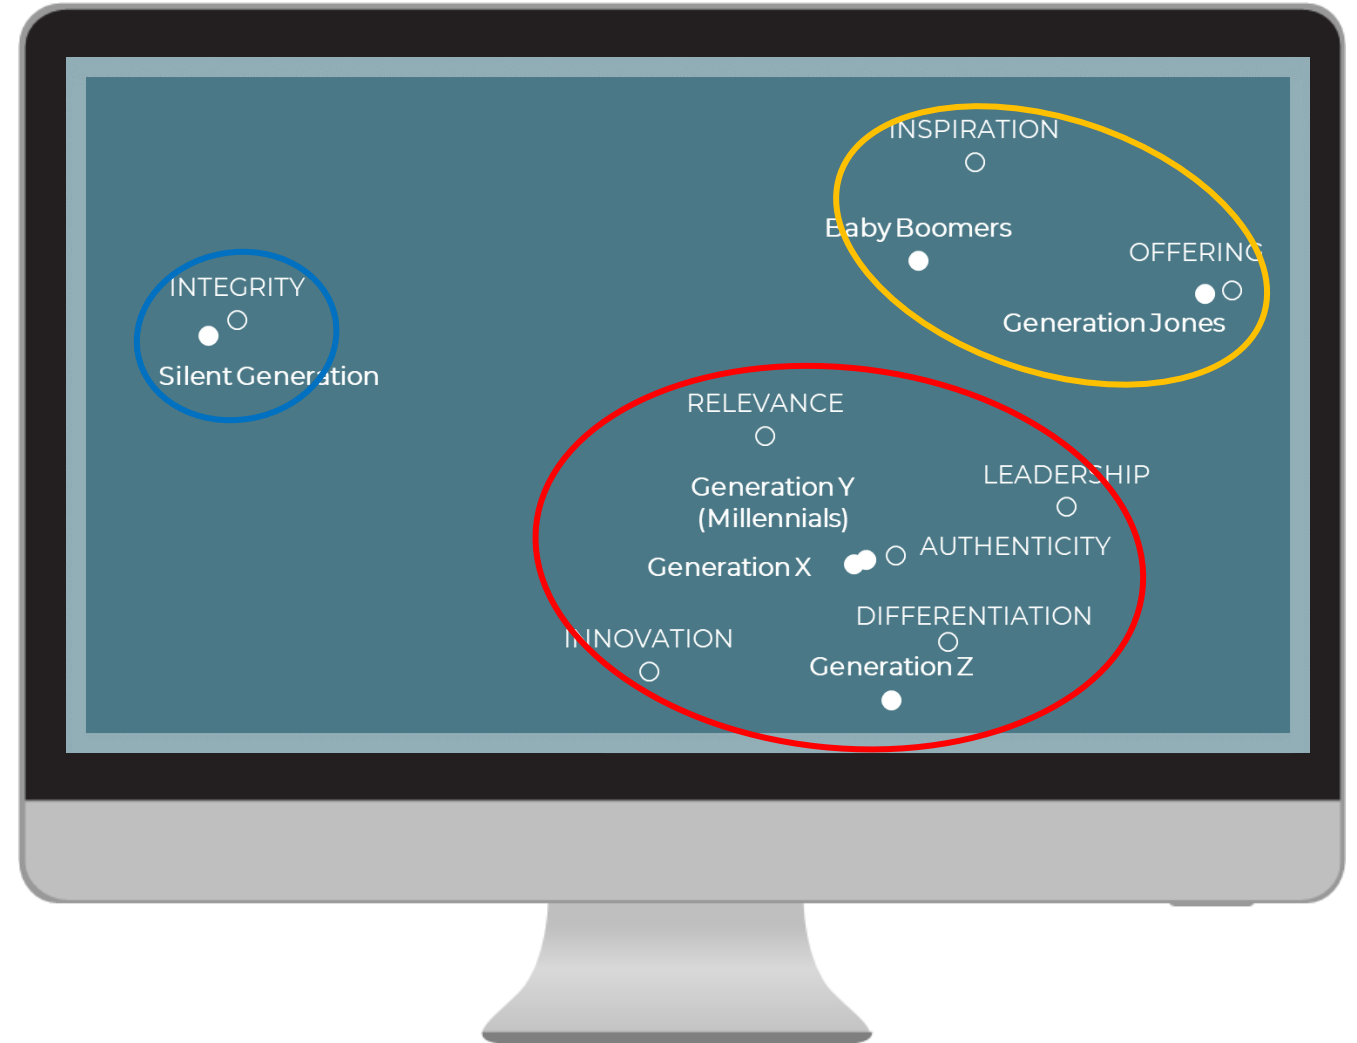 INSPIRATION
Baby Boomers
OFFERING
Generation Jones
INTEGRITY
Silent Generation
RELEVANCE
Generation Y
(Millennials)
LEADERSHIP
Generation X
AUTHENTICITY
DIFFERENTIATION
INNOVATION
Generation Z